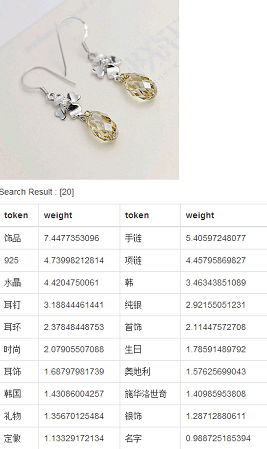 Search Result : [20]
token weight token weight
饰品 7.4477353096 手链 5.40597248077
925 4.73998212814 项链 4.45795869827
水晶 4.4204750061 韩 3.46343851089
耳钉 3.18844461441 纯银 2.92155051231
耳环 2.37848448753 首饰 2.11447572708
时尚 2.07905507088 生日 1.78591489792
耳饰 1.68797981739 奥地利 1.57625699043
韩国 1.43086004257 施华洛世奇 1.40985953808
礼物 1.35670125484 银饰 1.28712880611
定做 1.13329172134 名字 0.988725185394